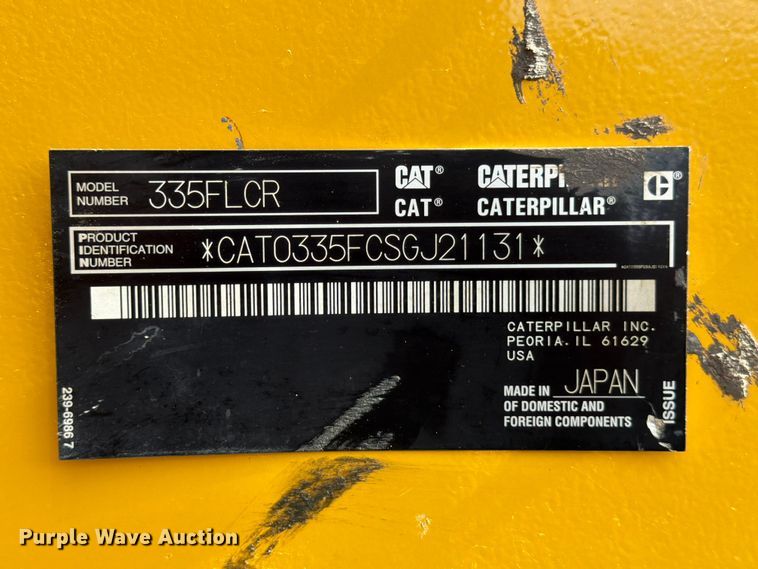 MODEL NUMBER 335FLCR
CAT® CATERP
CAT® CATERPILLAR®
PRODUCT IDENTIFICATION NUMBER *CAT0335FCSGJ21131*
CATERPILLAR INC.
PEORIA, IL 61629
USA
MADE IN JAPAN
OF DOMESTIC AND
FOREIGN COMPONENTS
ISSUE
239-6986 7
Purple Wave Auction